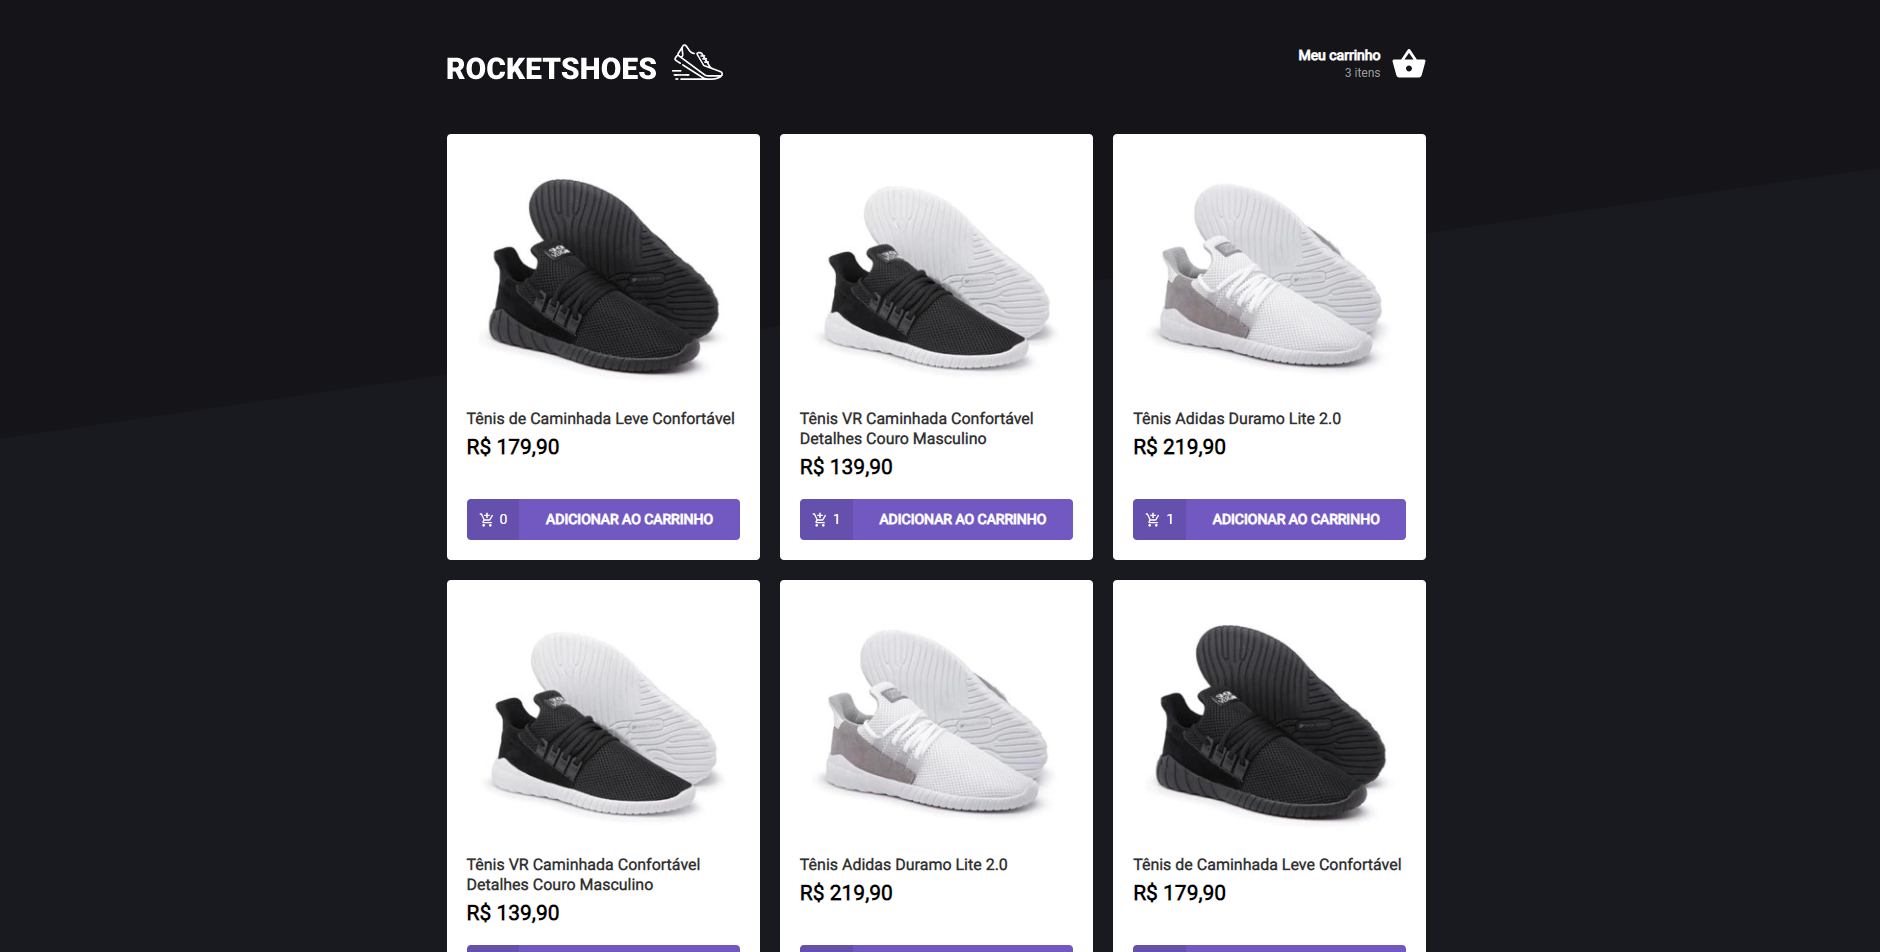 ROCKETSHOES
Meu carrinho
3 itens
Tênis de Caminhada Leve Confortável
R$ 179,90
0 ADICIONAR AO CARRINHO
Tênis VR Caminhada Confortável
Detalhes Couro Masculino
R$ 139,90
1 ADICIONAR AO CARRINHO
Tênis Adidas Duramo Lite 2.0
R$ 219,90
1 ADICIONAR AO CARRINHO
Tênis VR Caminhada Confortável
Detalhes Couro Masculino
R$ 139,90
Tênis Adidas Duramo Lite 2.0
R$ 219,90
Tênis de Caminhada Leve Confortável
R$ 179,90